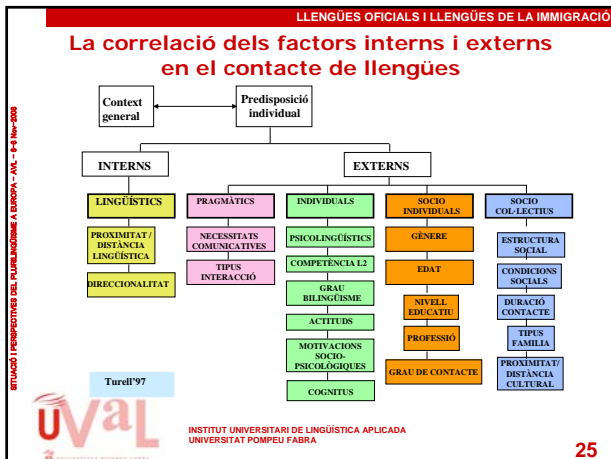 LLENGÜES OFICIALS I LLENGÜES DE LA IMMIGRACIÓ
La correlació dels factors interns i externs
en el contacte de llengües
SITUACIÓ I PERSPECTIVES DEL PLURILINGÜISME A EUROPA – AVL – 6-8 Nov-2008
Context
general
Predisposició
individual
INTERNS
EXTERNS
LINGÜÍSTICS
PROXIMITAT /
DISTÀNCIA
LINGÜÍSTICA
DIRECCIONALITAT
PRAGMÀTICS
NECESSITATS
COMUNICATIVES
TIPUS
INTERACCIÓ
INDIVIDUALS
PSICOLINGÜÍSTICS
COMPETÈNCIA L2
GRAU
BILINGÜISME
ACTITUDS
MOTIVACIONS
SOCIO-
PSICOLÒGIQUES
COGNITUS
SOCIO
INDIVIDUALS
GÈNERE
EDAT
NIVELL
EDUCATIU
PROFESSIÓ
GRAU DE CONTACTE
SOCIO
COL·LECTIUS
ESTRUCTURA
SOCIAL
CONDICIONS
SOCIALS
DURACIÓ
CONTACTE
TIPUS
FAMILIA
PROXIMITAT/
DISTÀNCIA
CULTURAL
Turell'97
UVAL
INSTITUT UNIVERSITARI DE LINGÜÍSTICA APLICADA
UNIVERSITAT POMPEU FABRA
25